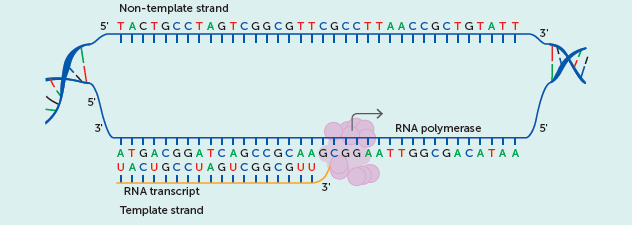 Non-template strand
5' T A C T G C C T A G T C G G C G T T C G C C T T A A C C G C T G T A T T 3'
5'
3' RNA polymerase 5'
A T G A C G G A T C A G C C G C A A G C G G A A T T G G C G A C A T A A
U A C U G C C U A G U C G G C G U U
RNA transcript 3'
Template strand